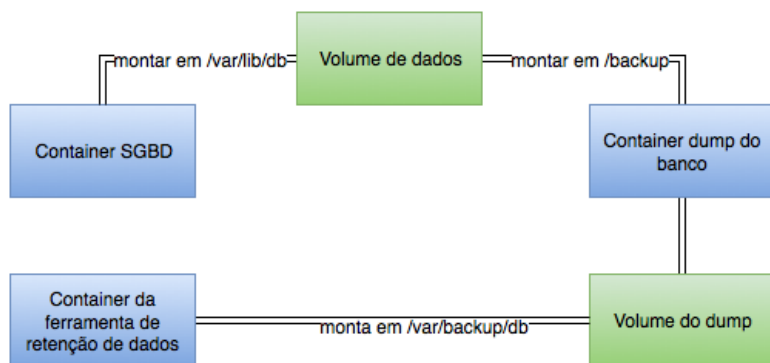 montar em /var/lib/db
Volume de dados
montar em /backup
Container SGBD
Container dump do
banco
Container da
ferramenta de
retenção de dados
monta em /var/backup/db
Volume do dump